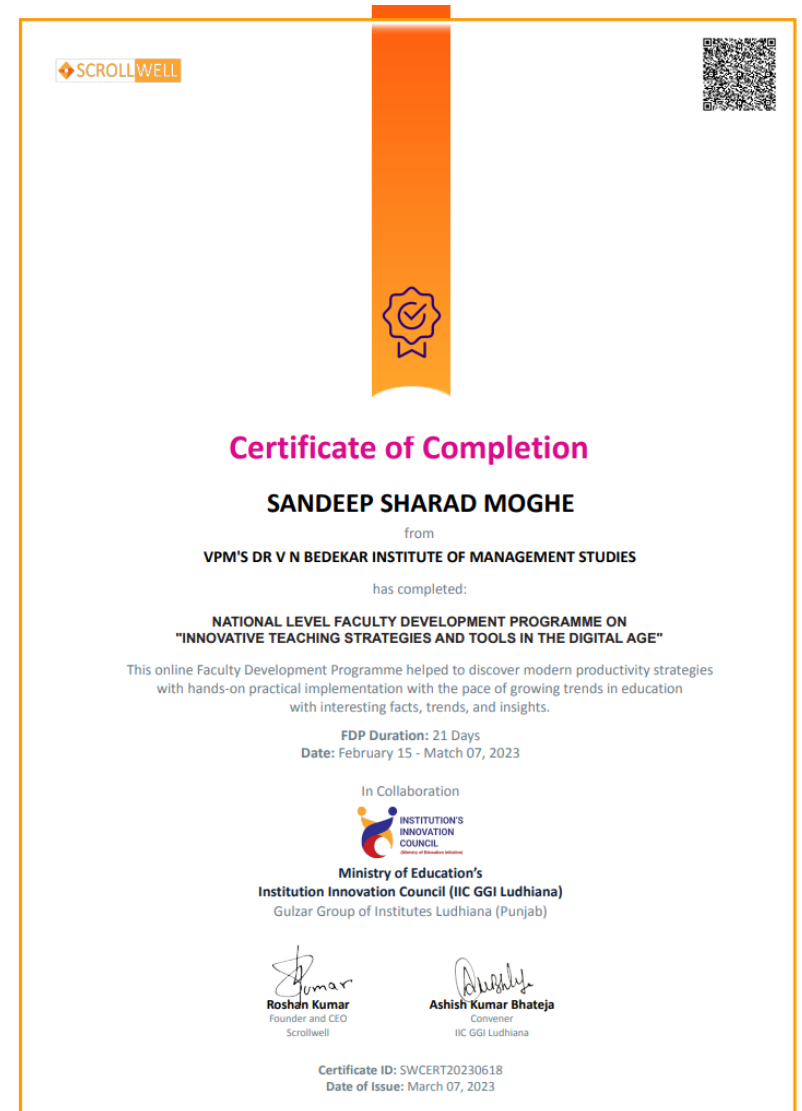 SCROLLWELL
Certificate of Completion
SANDEEP SHARAD MOGHE
from
VPM'S DR V N BEDEKAR INSTITUTE OF MANAGEMENT STUDIES
has completed:
NATIONAL LEVEL FACULTY DEVELOPMENT PROGRAMME ON
"INNOVATIVE TEACHING STRATEGIES AND TOOLS IN THE DIGITAL AGE"
This online Faculty Development Programme helped to discover modern productivity strategies
with hands-on practical implementation with the pace of growing trends in education
with interesting facts, trends, and insights.
FDP Duration: 21 Days
Date: February 15 - Match 07, 2023
In Collaboration
INSTITUTION'S
INNOVATION
COUNCIL
(Ministry of Education Initiative)
Ministry of Education's
Institution Innovation Council (IIC GGI Ludhiana)
Gulzar Group of Institutes Ludhiana (Punjab)
Roshan Kumar
Founder and CEO
Scrollwell
Ashish Kumar Bhateja
Convener
IIC GGI Ludhiana
Certificate ID: SWCERT20230618
Date of Issue: March 07, 2023